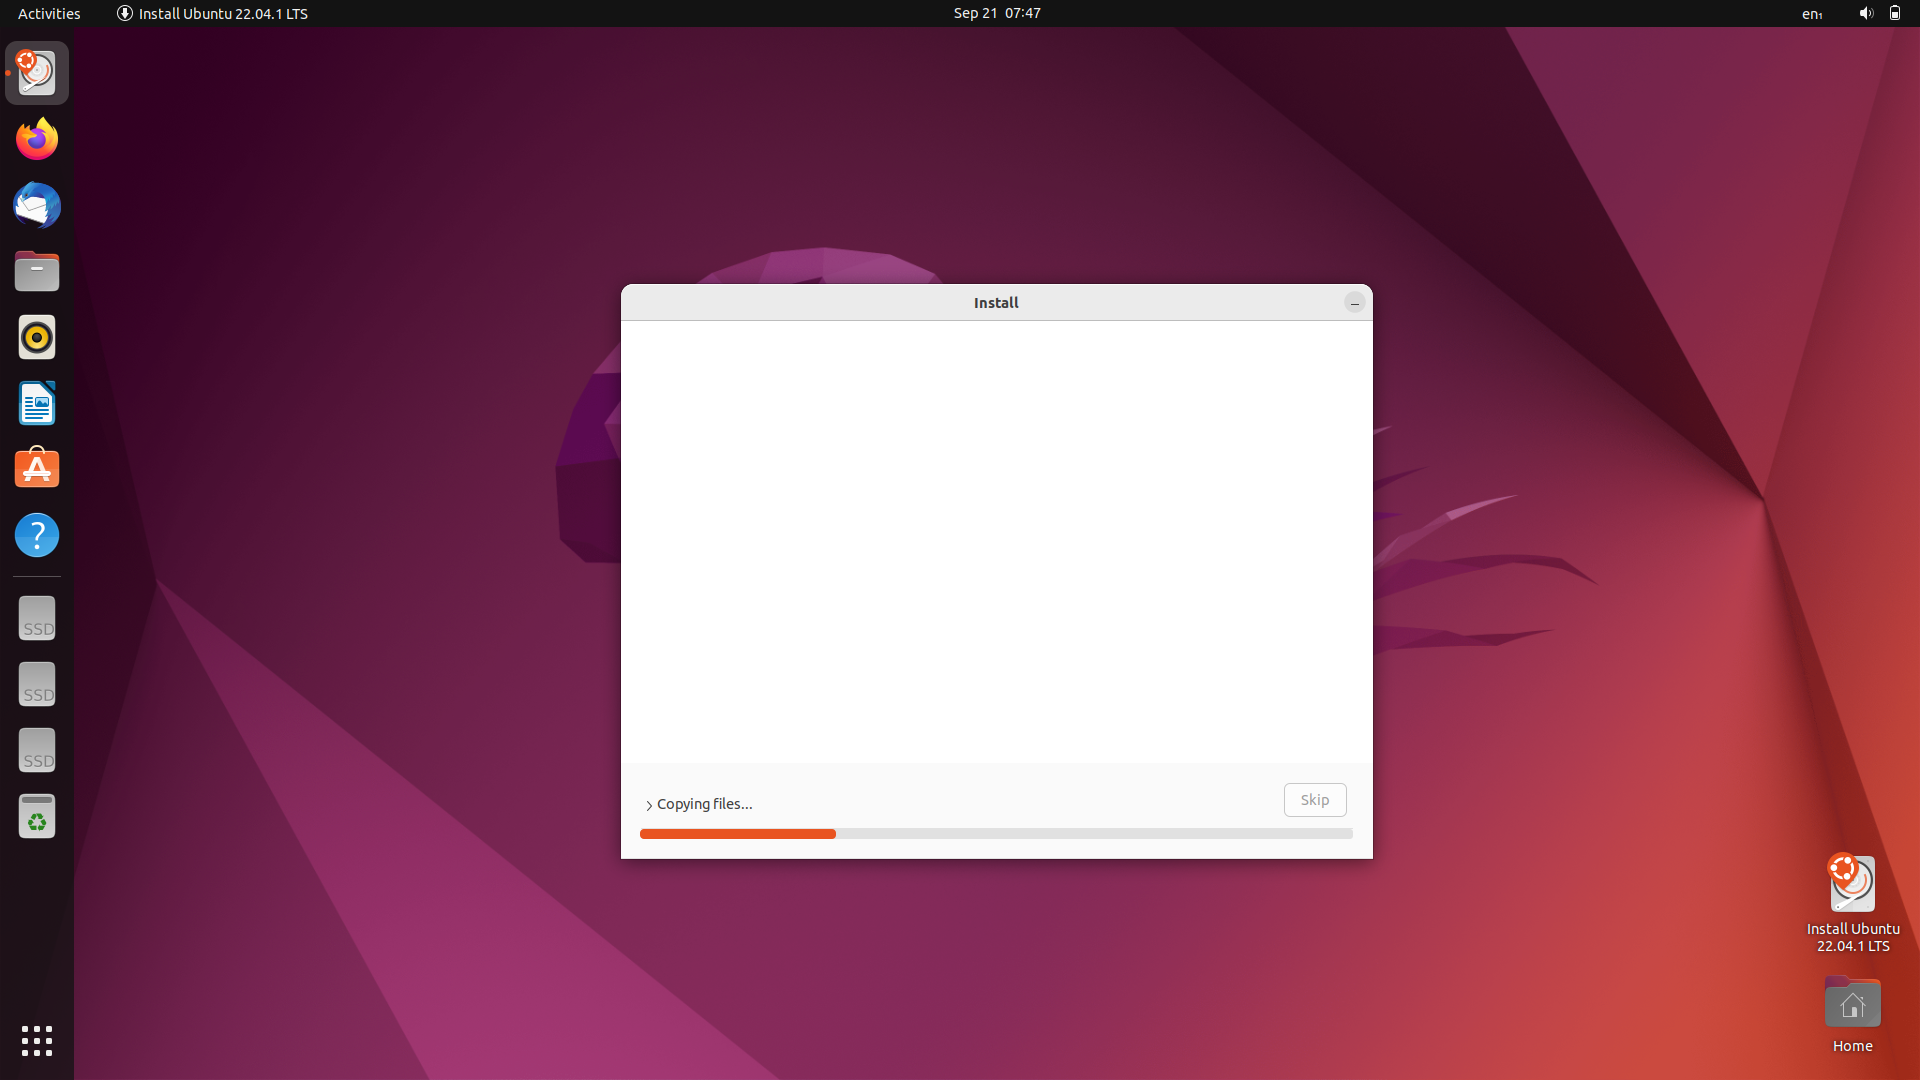 Activities
Install Ubuntu 22.04.1 LTS
Sep 21 07:47
en₁
Install
SSD
SSD
SSD
Copying files...
Skip
Install Ubuntu
22.04.1 LTS
Home